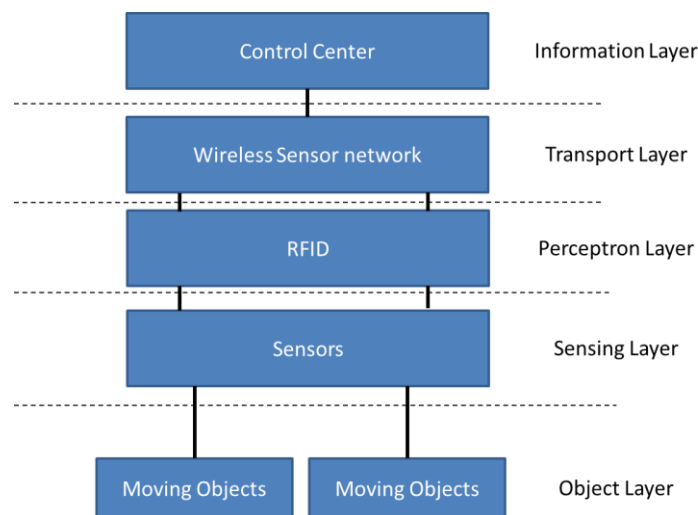 Control Center
Information Layer
Wireless Sensor network
Transport Layer
RFID
Perceptron Layer
Sensors
Sensing Layer
Moving Objects
Moving Objects
Object Layer